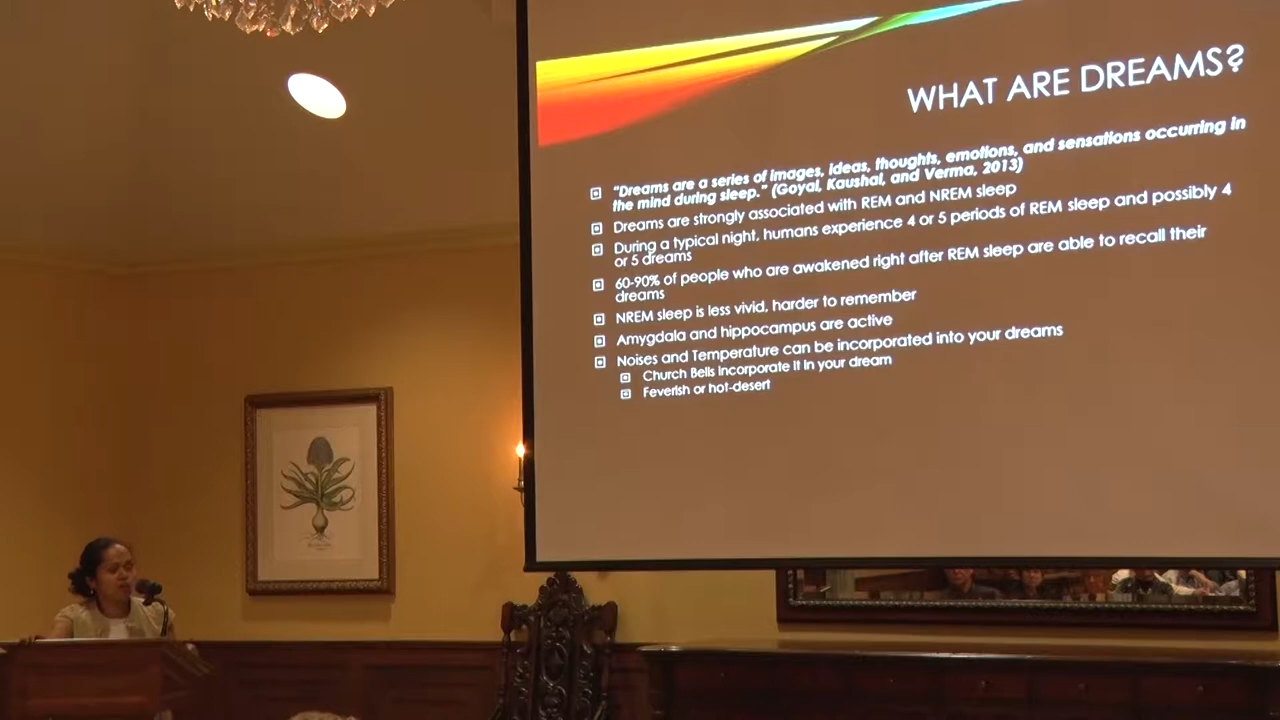 WHAT ARE DREAMS?
"Dreams are a series of images, ideas, thoughts, emotions, and sensations occurring in
the mind during sleep." (Goyal, Kaushal, and Verma, 2013)
Dreams are strongly associated with REM and NREM sleep
During a typical night, humans experience 4 or 5 periods of REM sleep and possibly 4
or 5 dreams
60-90% of people who are awakened right after REM sleep are able to recall their
dreams
NREM sleep is less vivid, harder to remember
Amygdala and hippocampus are active
Noises and Temperature can be incorporated into your dreams
Church Bells incorporate it in your dream
Feverish or hot-desert